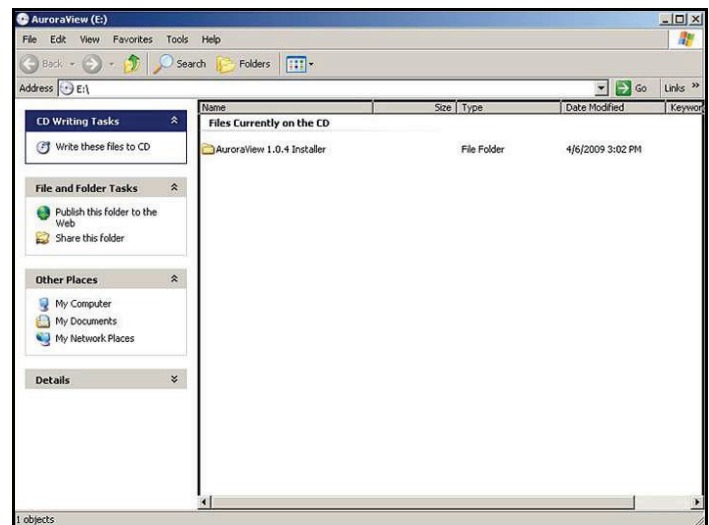 AuroraView (E:)
File Edit View Favorites Tools Help
Back Search Folders
Address E:\ Go Links »
Name Size Type Date Modified Keywor
CD Writing Tasks
Files Currently on the CD
Write these files to CD
AuroraView 1.0.4 Installer File Folder 4/6/2009 3:02 PM
File and Folder Tasks
Publish this folder to the
Web
Share this folder
Other Places
My Computer
My Documents
My Network Places
Details
1 objects